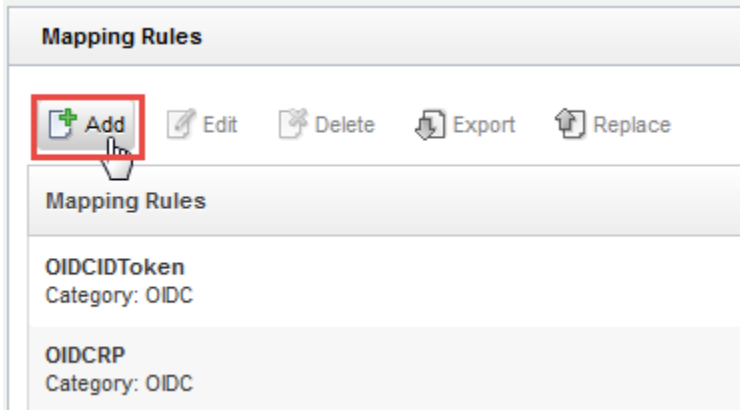 Mapping Rules
Add Edit Delete Export Replace
Mapping Rules
OIDCIDToken
Category: OIDC
OIDCRP
Category: OIDC